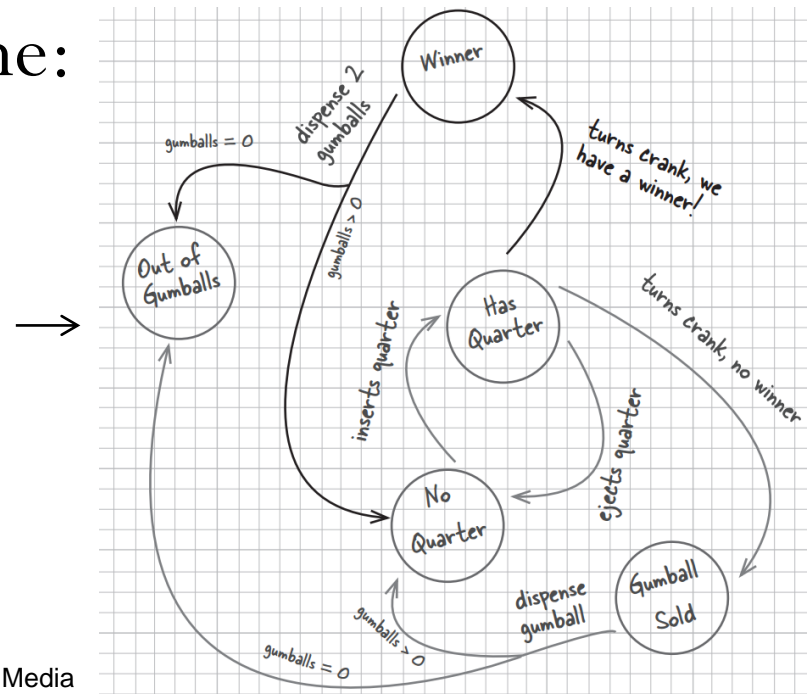 ne:
Winner
dispense 2
gumballs
gumballs = 0
turns crank, we
have a winner!
gumballs > 0
Out of
Gumballs
Has
Quarter
turns crank, no winner
inserts quarter
ejects quarter
No
Quarter
Gumball
Sold
dispense
gumball
gumballs > 0
gumballs = 0
Media